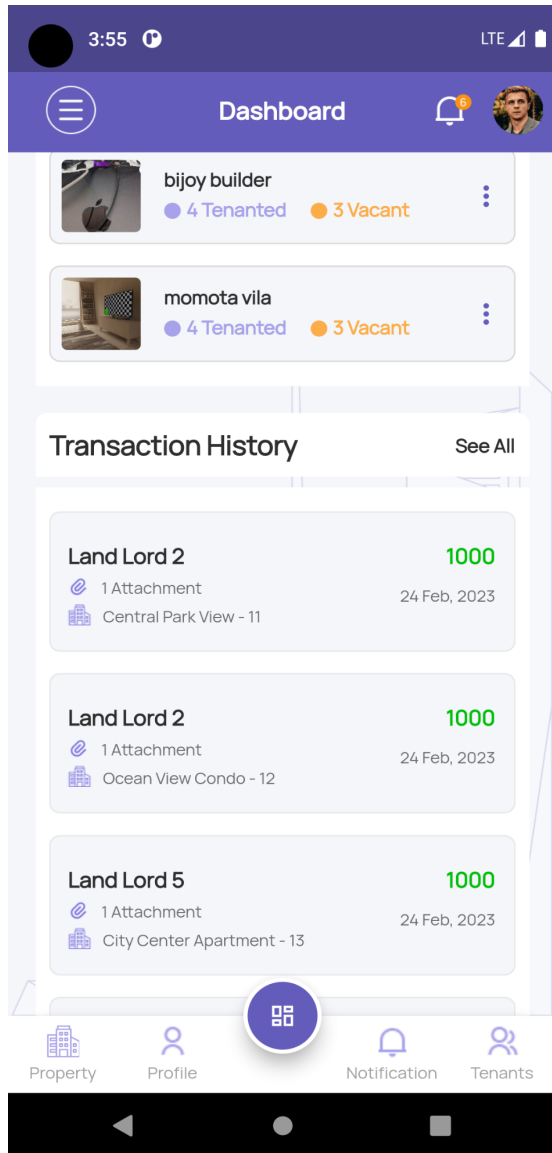 3:55
LTE
Dashboard
6
bijoy builder
4 Tenanted 3 Vacant
momota vila
4 Tenanted 3 Vacant
Transaction History
See All
Land Lord 2
1000
1 Attachment
24 Feb, 2023
Central Park View - 11
Land Lord 2
1000
1 Attachment
24 Feb, 2023
Ocean View Condo - 12
Land Lord 5
1000
1 Attachment
24 Feb, 2023
City Center Apartment - 13
Property
Profile
Notification
Tenants